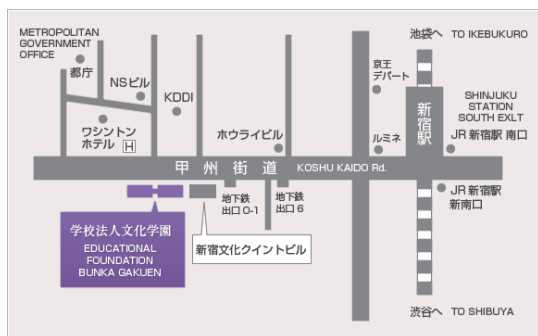 METROPOLITAN
GOVERNMENT
OFFICE
都庁
NSビル
KDDI
ワシントン
ホテル H
ホウライビル
京王
デパート
ルミネ
池袋へ TO IKEBUKURO
新宿駅
SHINJUKU
STATION
SOUTH EXLT
JR 新宿駅 南口
甲州街道 KOSHU KAIDO Rd.
地下鉄
出口 0-1
地下鉄
出口 6
JR 新宿駅
新南口
学校法人文化学園
EDUCATIONAL
FOUNDATION
BUNKA GAKUEN
新宿文化クイントビル
渋谷へ TO SHIBUYA